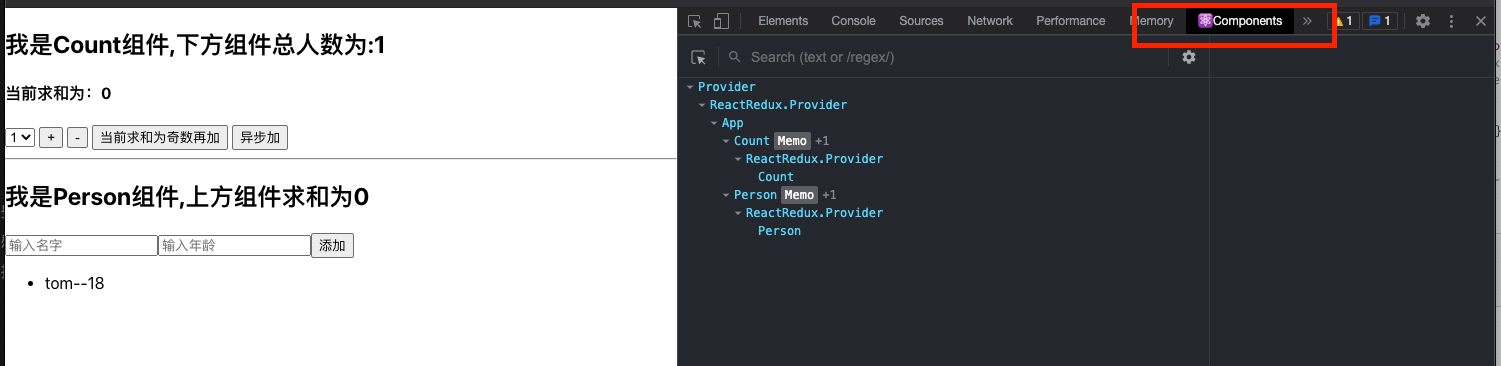 我是Count组件,下方组件总人数为:1
当前求和为：0
1 + - 当前求和为奇数再加 异步加
我是Person组件,上方组件求和为0
输入名字 输入年龄 添加
• tom--18
Elements Console Sources Network Performance Memory ⚛️Components » 1 1
Search (text or /regex/)
Provider
ReactRedux.Provider
App
Count Memo +1
ReactRedux.Provider
Count
Person Memo +1
ReactRedux.Provider
Person